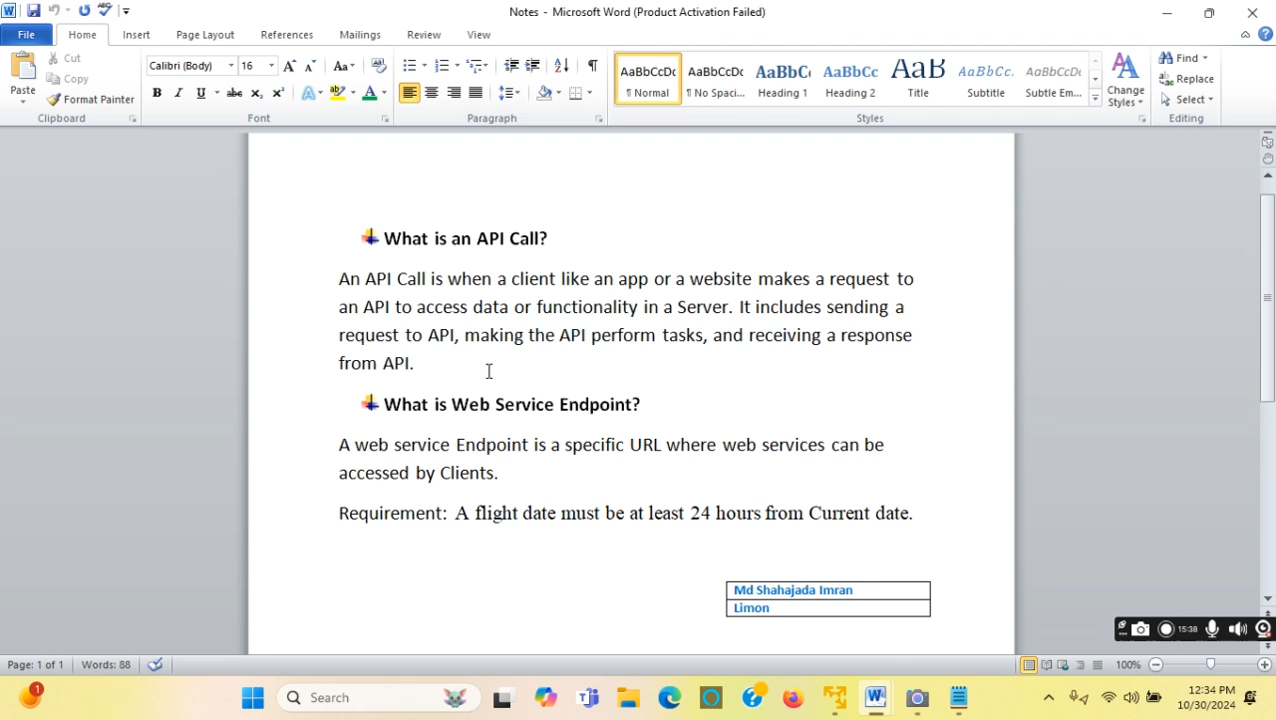 Notes - Microsoft Word (Product Activation Failed)
File Home Insert Page Layout References Mailings Review View
Paste
Cut
Copy
Format Painter
Clipboard
Calibri (Body) 16
Font
Paragraph
AaBbCcDc AaBbCcDc AaBbC AaBbCc AaB AaBbCc. AaBbCcDc
¶ Normal ¶ No Spaci... Heading 1 Heading 2 Title Subtitle Subtle Em...
Change Styles
Styles
Find
Replace
Select
Editing
What is an API Call?
An API Call is when a client like an app or a website makes a request to
an API to access data or functionality in a Server. It includes sending a
request to API, making the API perform tasks, and receiving a response
from API.
What is Web Service Endpoint?
A web service Endpoint is a specific URL where web services can be
accessed by Clients.
Requirement: A flight date must be at least 24 hours from Current date.
Md Shahajada Imran
Limon
15:38
Page: 1 of 1 Words: 88 100%
1 Search 12:34 PM
10/30/2024